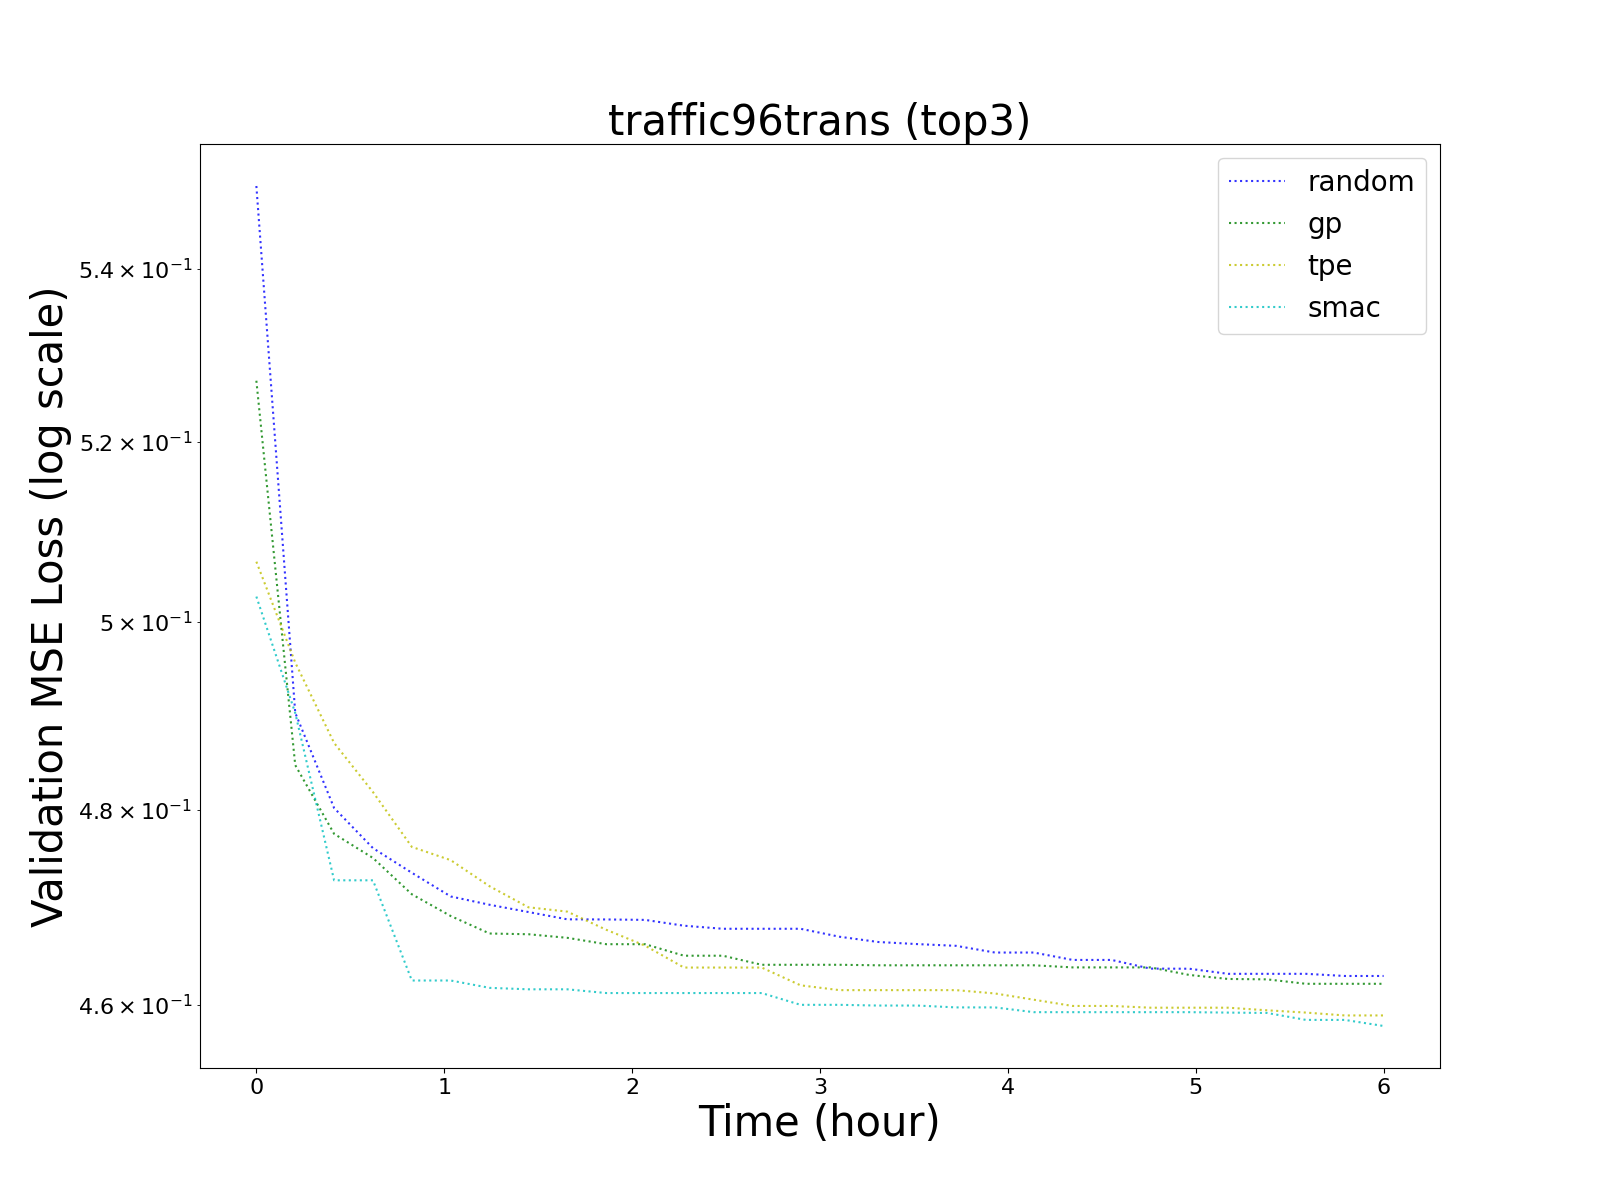 traffic96trans (top3)
random
gp
tpe
smac
Validation MSE Loss (log scale)
5.4 × 10⁻¹
5.2 × 10⁻¹
5 × 10⁻¹
4.8 × 10⁻¹
4.6 × 10⁻¹
0 1 2 3 4 5 6
Time (hour)